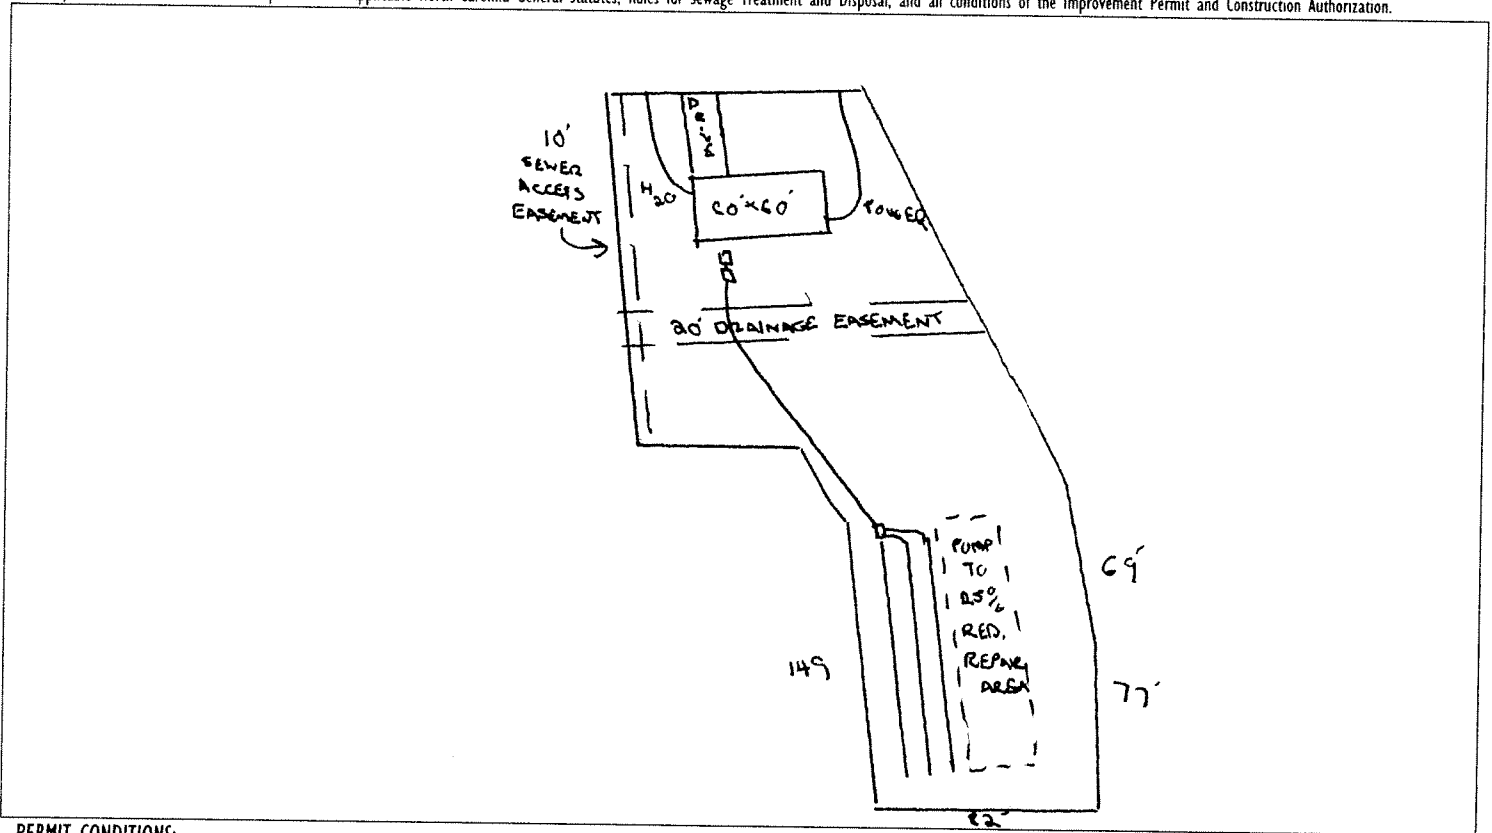 applicable North Carolina General Statutes, Rules for Sewage Treatment and Disposal, and all conditions of the Improvement Permit and Construction Authorization.
10'
SEWER
ACCESS
EASEMENT
H20
DRIVE
60'x60'
POWER
20' DRAINAGE EASEMENT
PUMP
TO
25%
RED.
REPAIR
AREA
69'
149
77'
82'
PERMIT CONDITIONS: